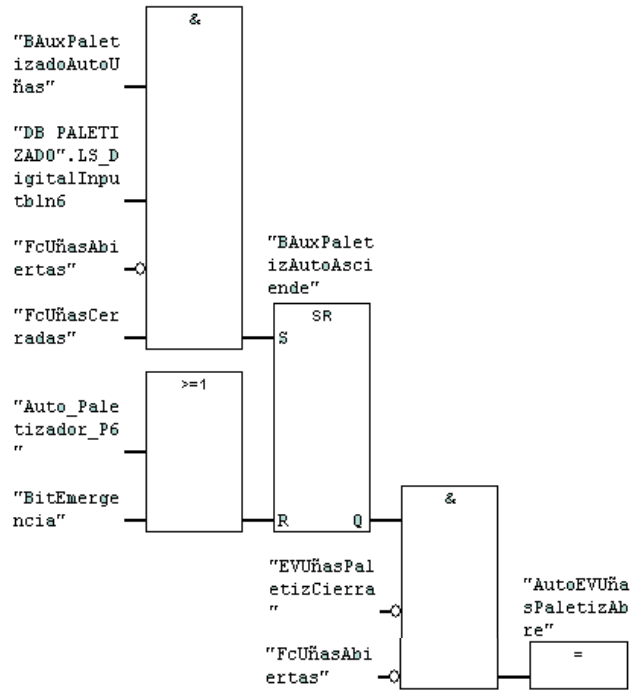 &
"BAuxPalet
izadoAutoU
ñas"
"DB PALETI
ZADO".LS_D
igitalInpu
tbln6
"FcUñasAbi
ertas"
"FcUñasCer
radas"
"BAuxPalet
izAutoAsci
ende"
SR
S
>=1
"Auto_Pale
tizador_P6
"
"BitEmerge
ncia"
R Q
&
"EVUñasPal
etizCierra
"
"FcUñasAbi
ertas"
"AutoEVUña
sPaletizAb
re"
=